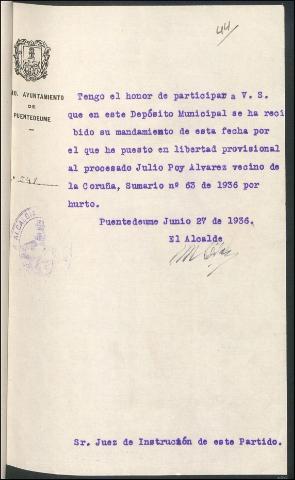 44
MO. AYUNTAMIENTO
DE
PUENTEDEUME
Tengo el honor de participar a V. S.
que en este Depósito Municipal se ha reci
bido su mandamiento de esta fecha por
el que he puesto en libertad provisional
al procesado Julio Poy Alvarez vecino de
la Coruña, Sumario nº 63 de 1936 por
hurto.
Puentedeume Junio 27 de 1936.
El Alcalde
Sr. Juez de Instrucción de este Partido.